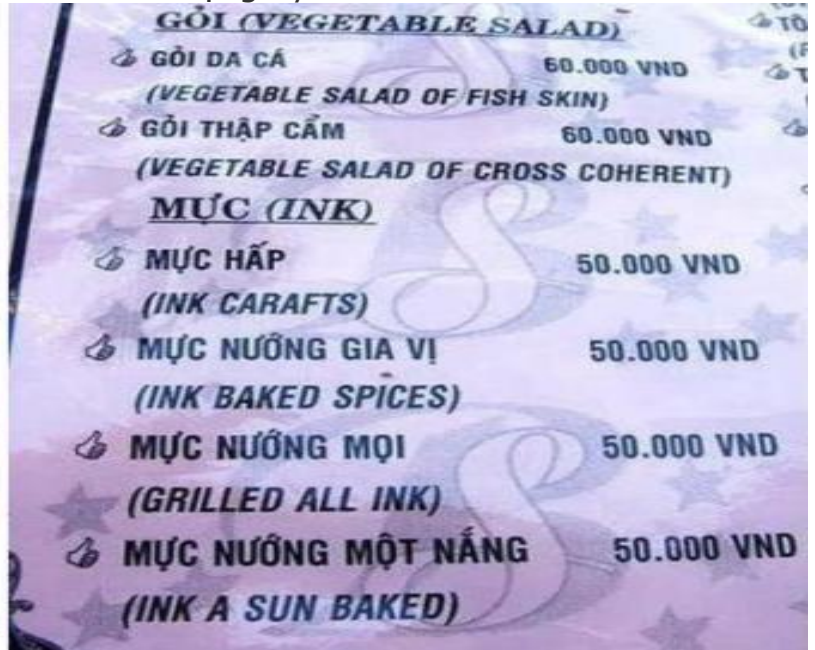 GỎI (VEGETABLE SALAD)
GỎI DA CÁ 60.000 VND
(VEGETABLE SALAD OF FISH SKIN)
GỎI THẬP CẨM 60.000 VND
(VEGETABLE SALAD OF CROSS COHERENT)
MỰC (INK)
MỰC HẤP 50.000 VND
(INK CARAFTS)
MỰC NƯỚNG GIA VỊ 50.000 VND
(INK BAKED SPICES)
MỰC NƯỚNG MỌI 50.000 VND
(GRILLED ALL INK)
MỰC NƯỚNG MỘT NẮNG 50.000 VND
(INK A SUN BAKED)